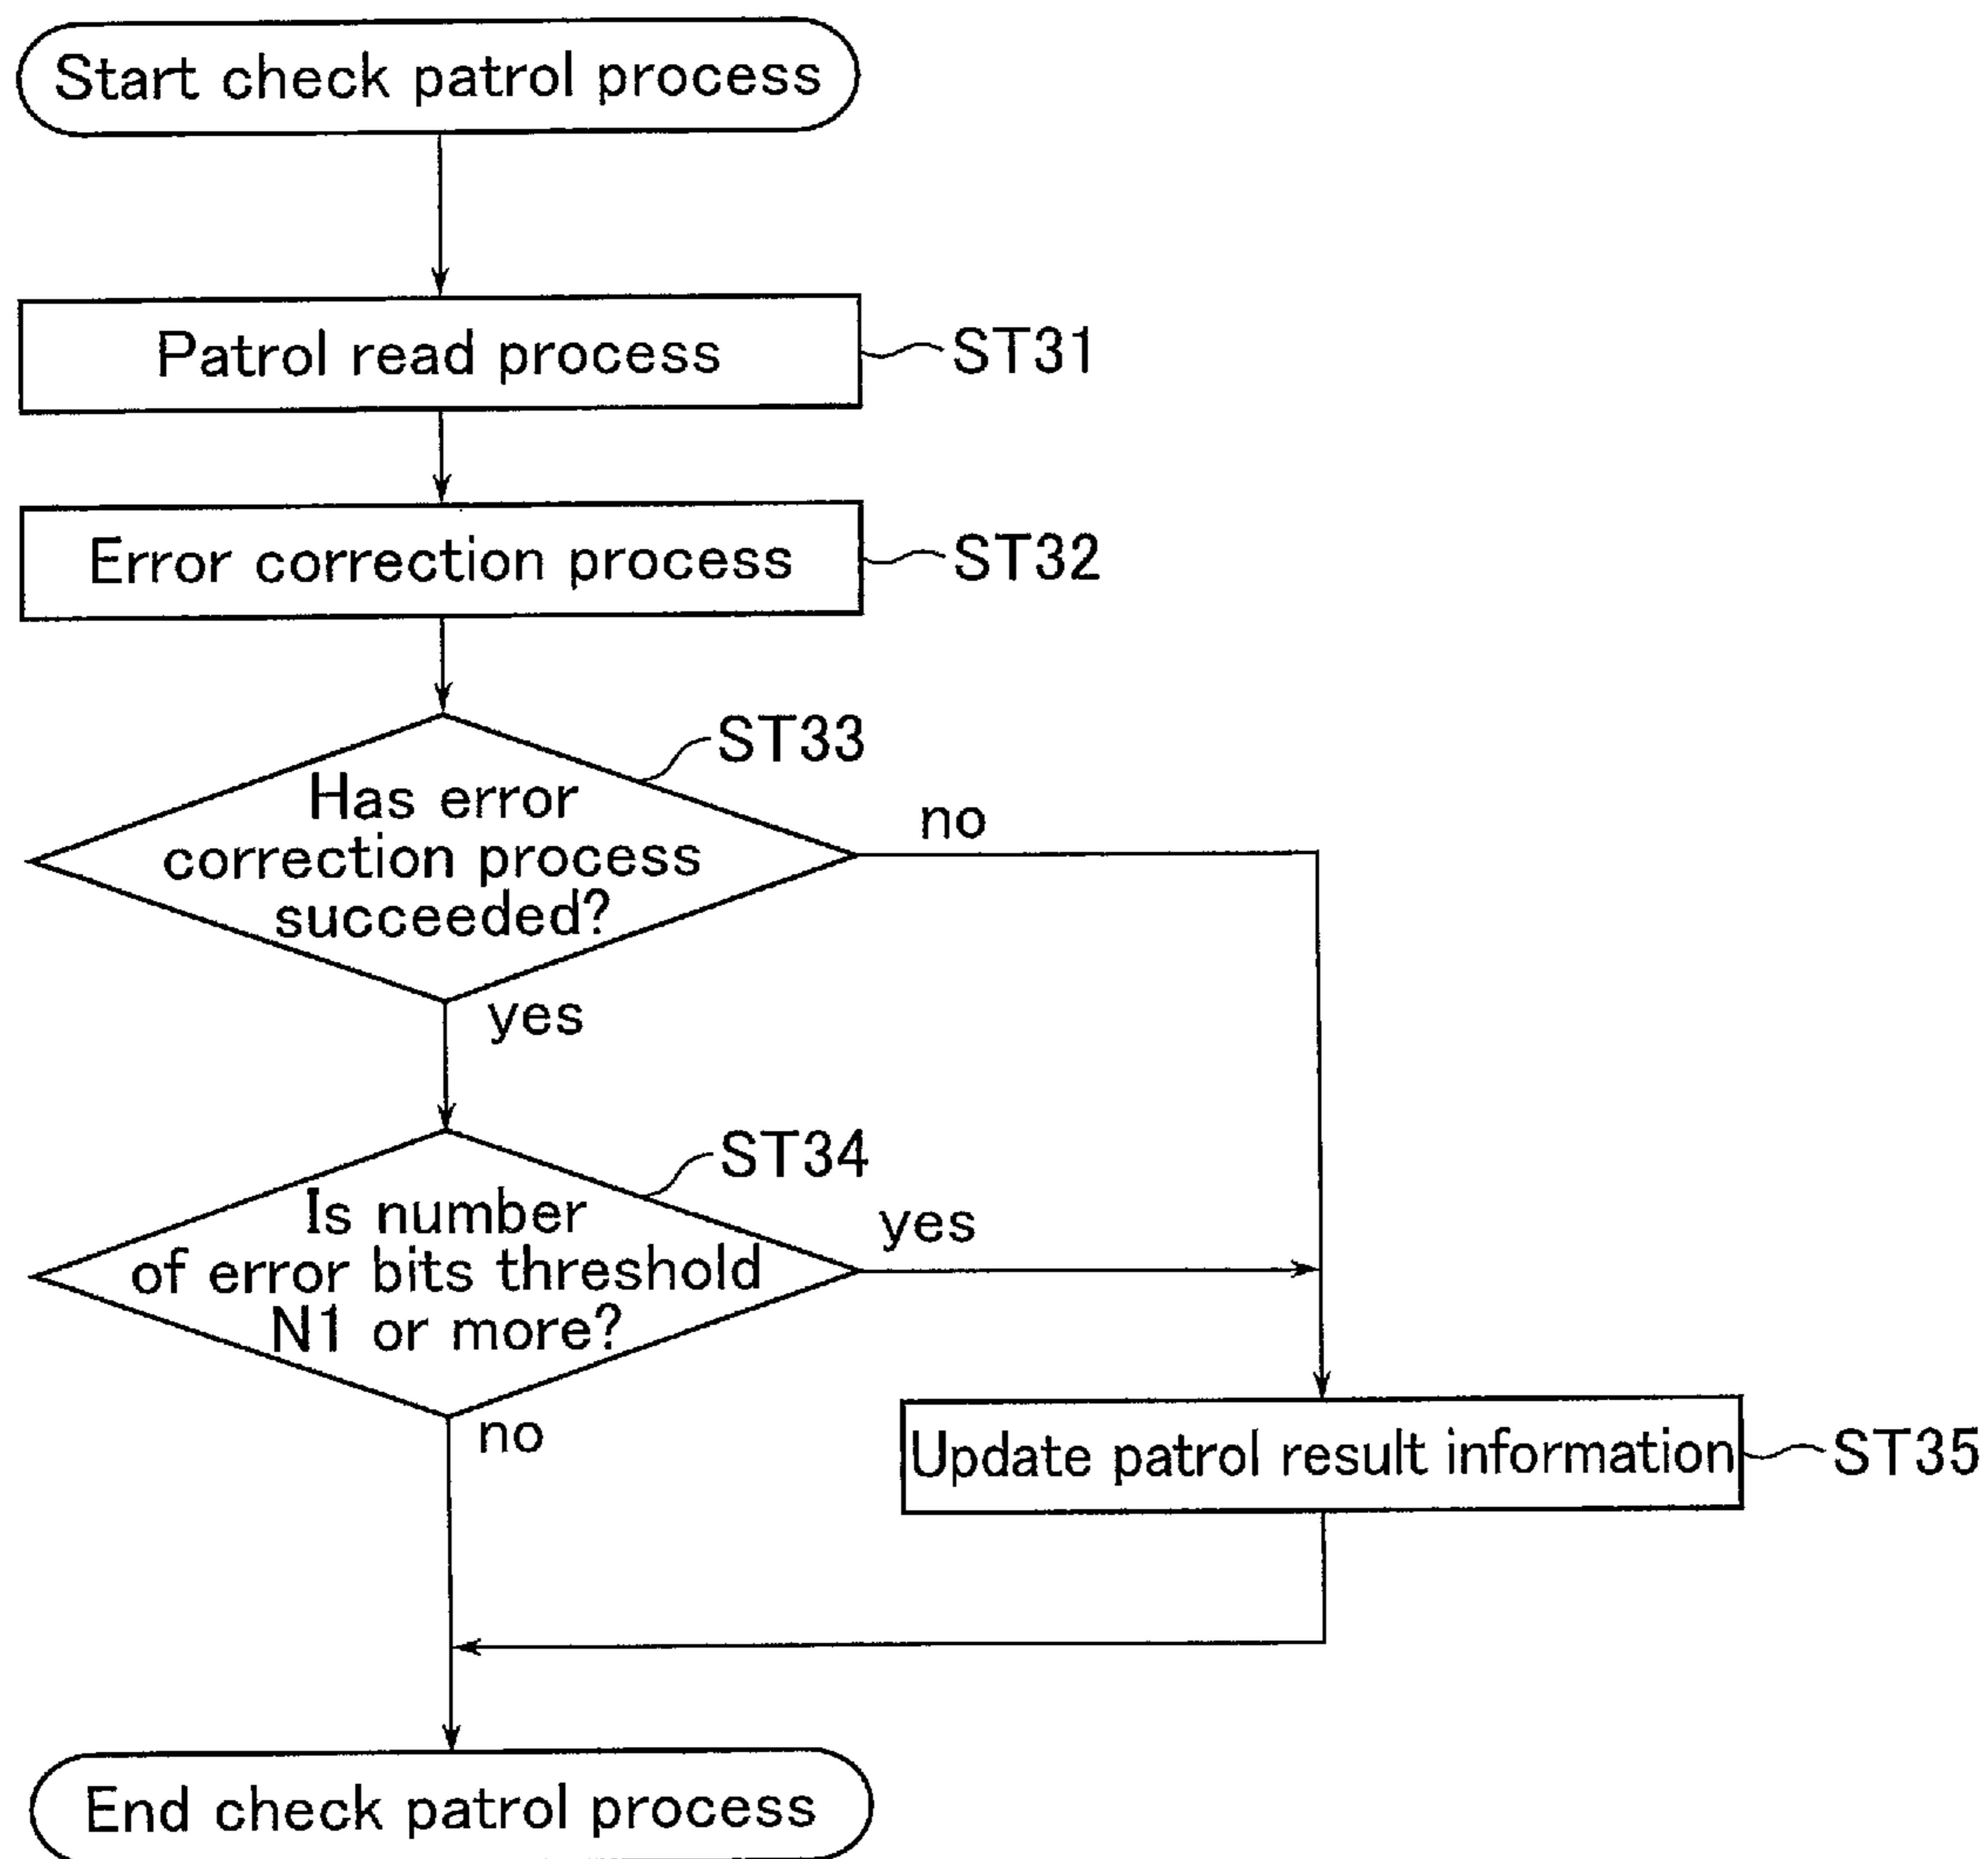 Start check patrol process
Patrol read process
ST31
Error correction process
ST32
ST33
Has error
correction process
succeeded?
no
yes
ST34
Is number
of error bits threshold
N1 or more?
yes
no
Update patrol result information
ST35
End check patrol process